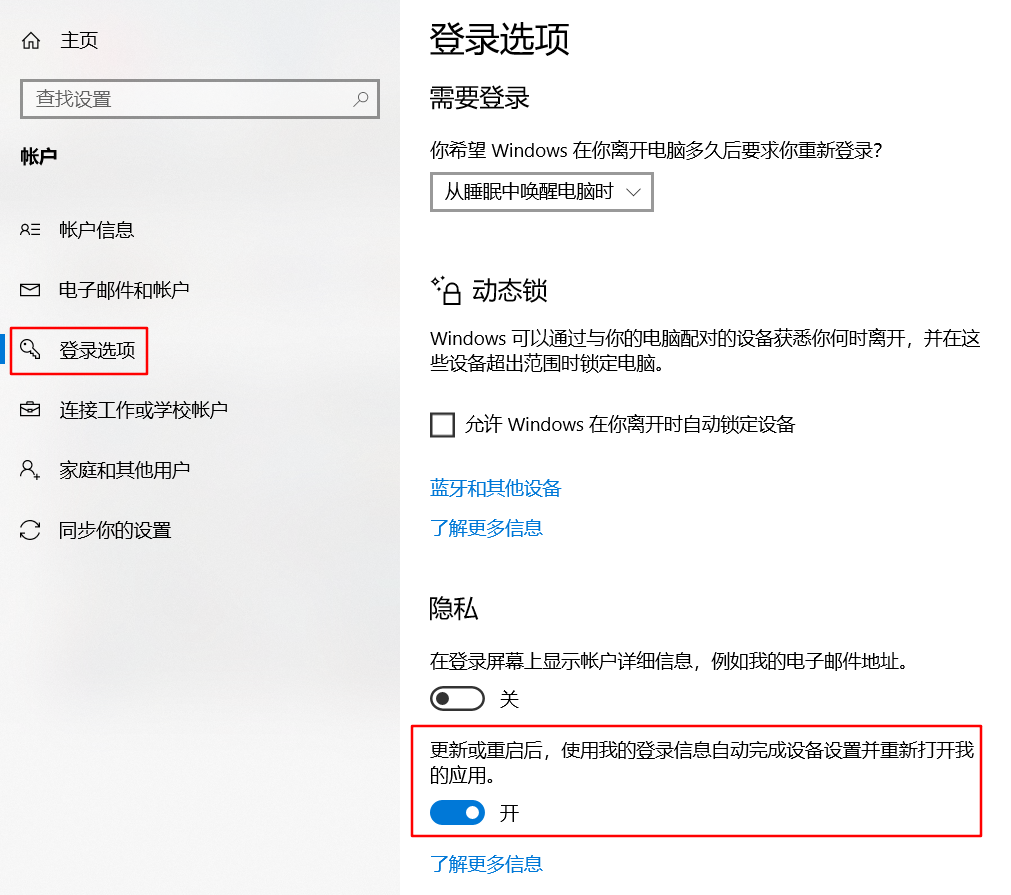 主页
查找设置
帐户
帐户信息
电子邮件和帐户
登录选项
连接工作或学校帐户
家庭和其他用户
同步你的设置
登录选项
需要登录
你希望 Windows 在你离开电脑多久后要求你重新登录?
从睡眠中唤醒电脑时
动态锁
Windows 可以通过与你的电脑配对的设备获悉你何时离开，并在这
些设备超出范围时锁定电脑。
允许 Windows 在你离开时自动锁定设备
蓝牙和其他设备
了解更多信息
隐私
在登录屏幕上显示帐户详细信息，例如我的电子邮件地址。
关
更新或重启后，使用我的登录信息自动完成设备设置并重新打开我
的应用。
开
了解更多信息